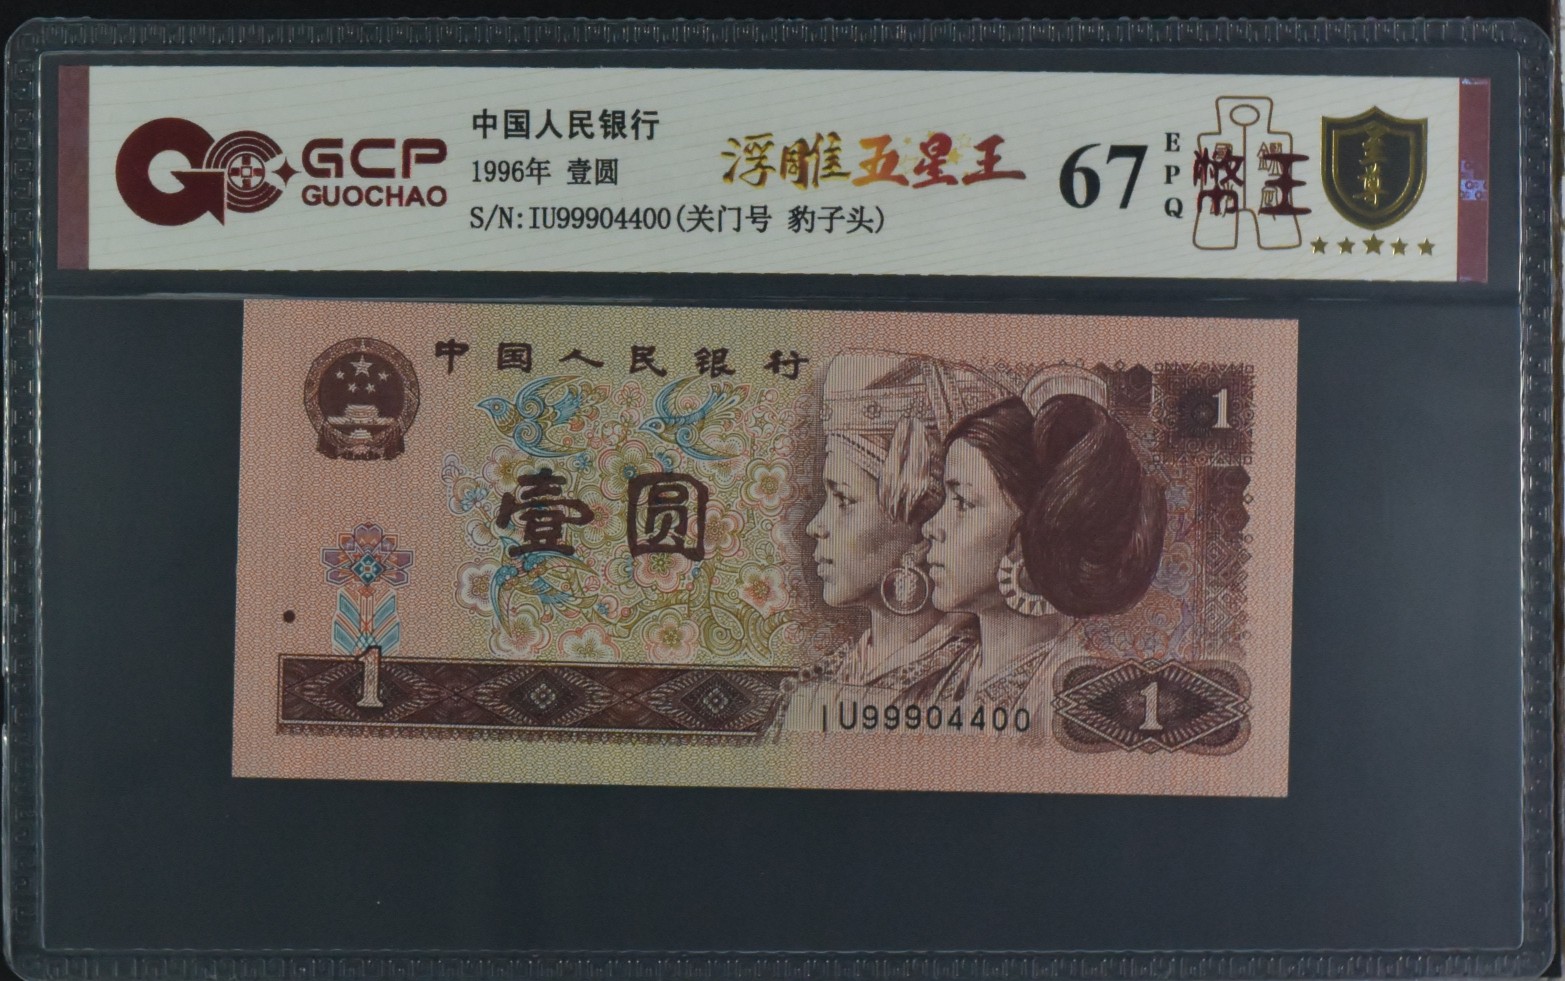 GCP
GUOCHAO
中国人民银行
1996年 壹圆
S/N:IU99904400(关门号 豹子头)
浮雕五星王
67
EPQ
至尊
中国人民银行
1
壹圆
1
IU99904400
1